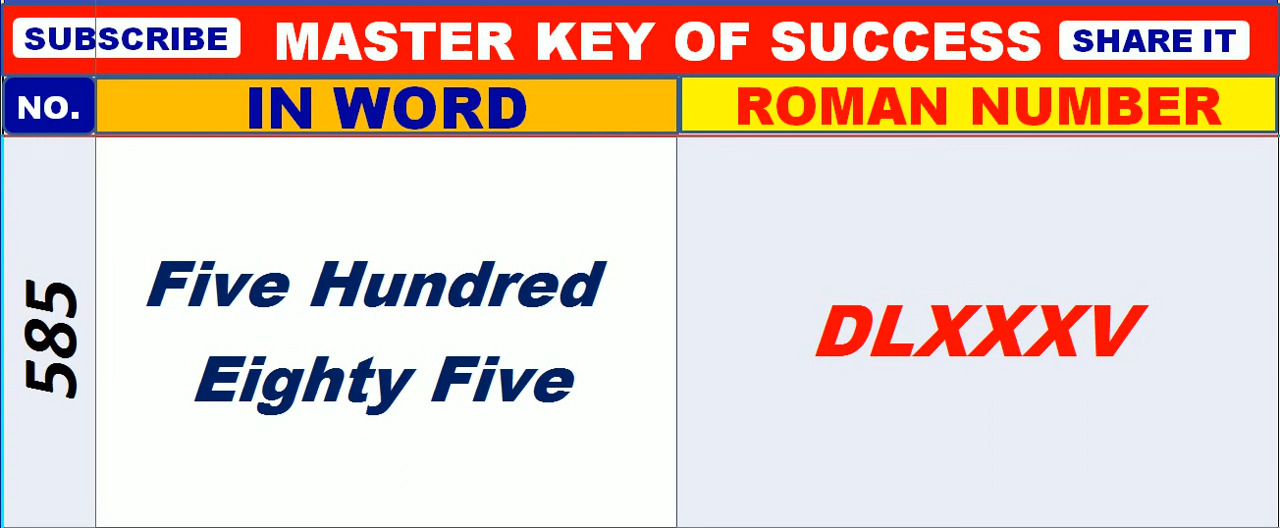 SUBSCRIBE MASTER KEY OF SUCCESS SHARE IT
NO. IN WORD ROMAN NUMBER
585
Five Hundred
Eighty Five
DLXXXV